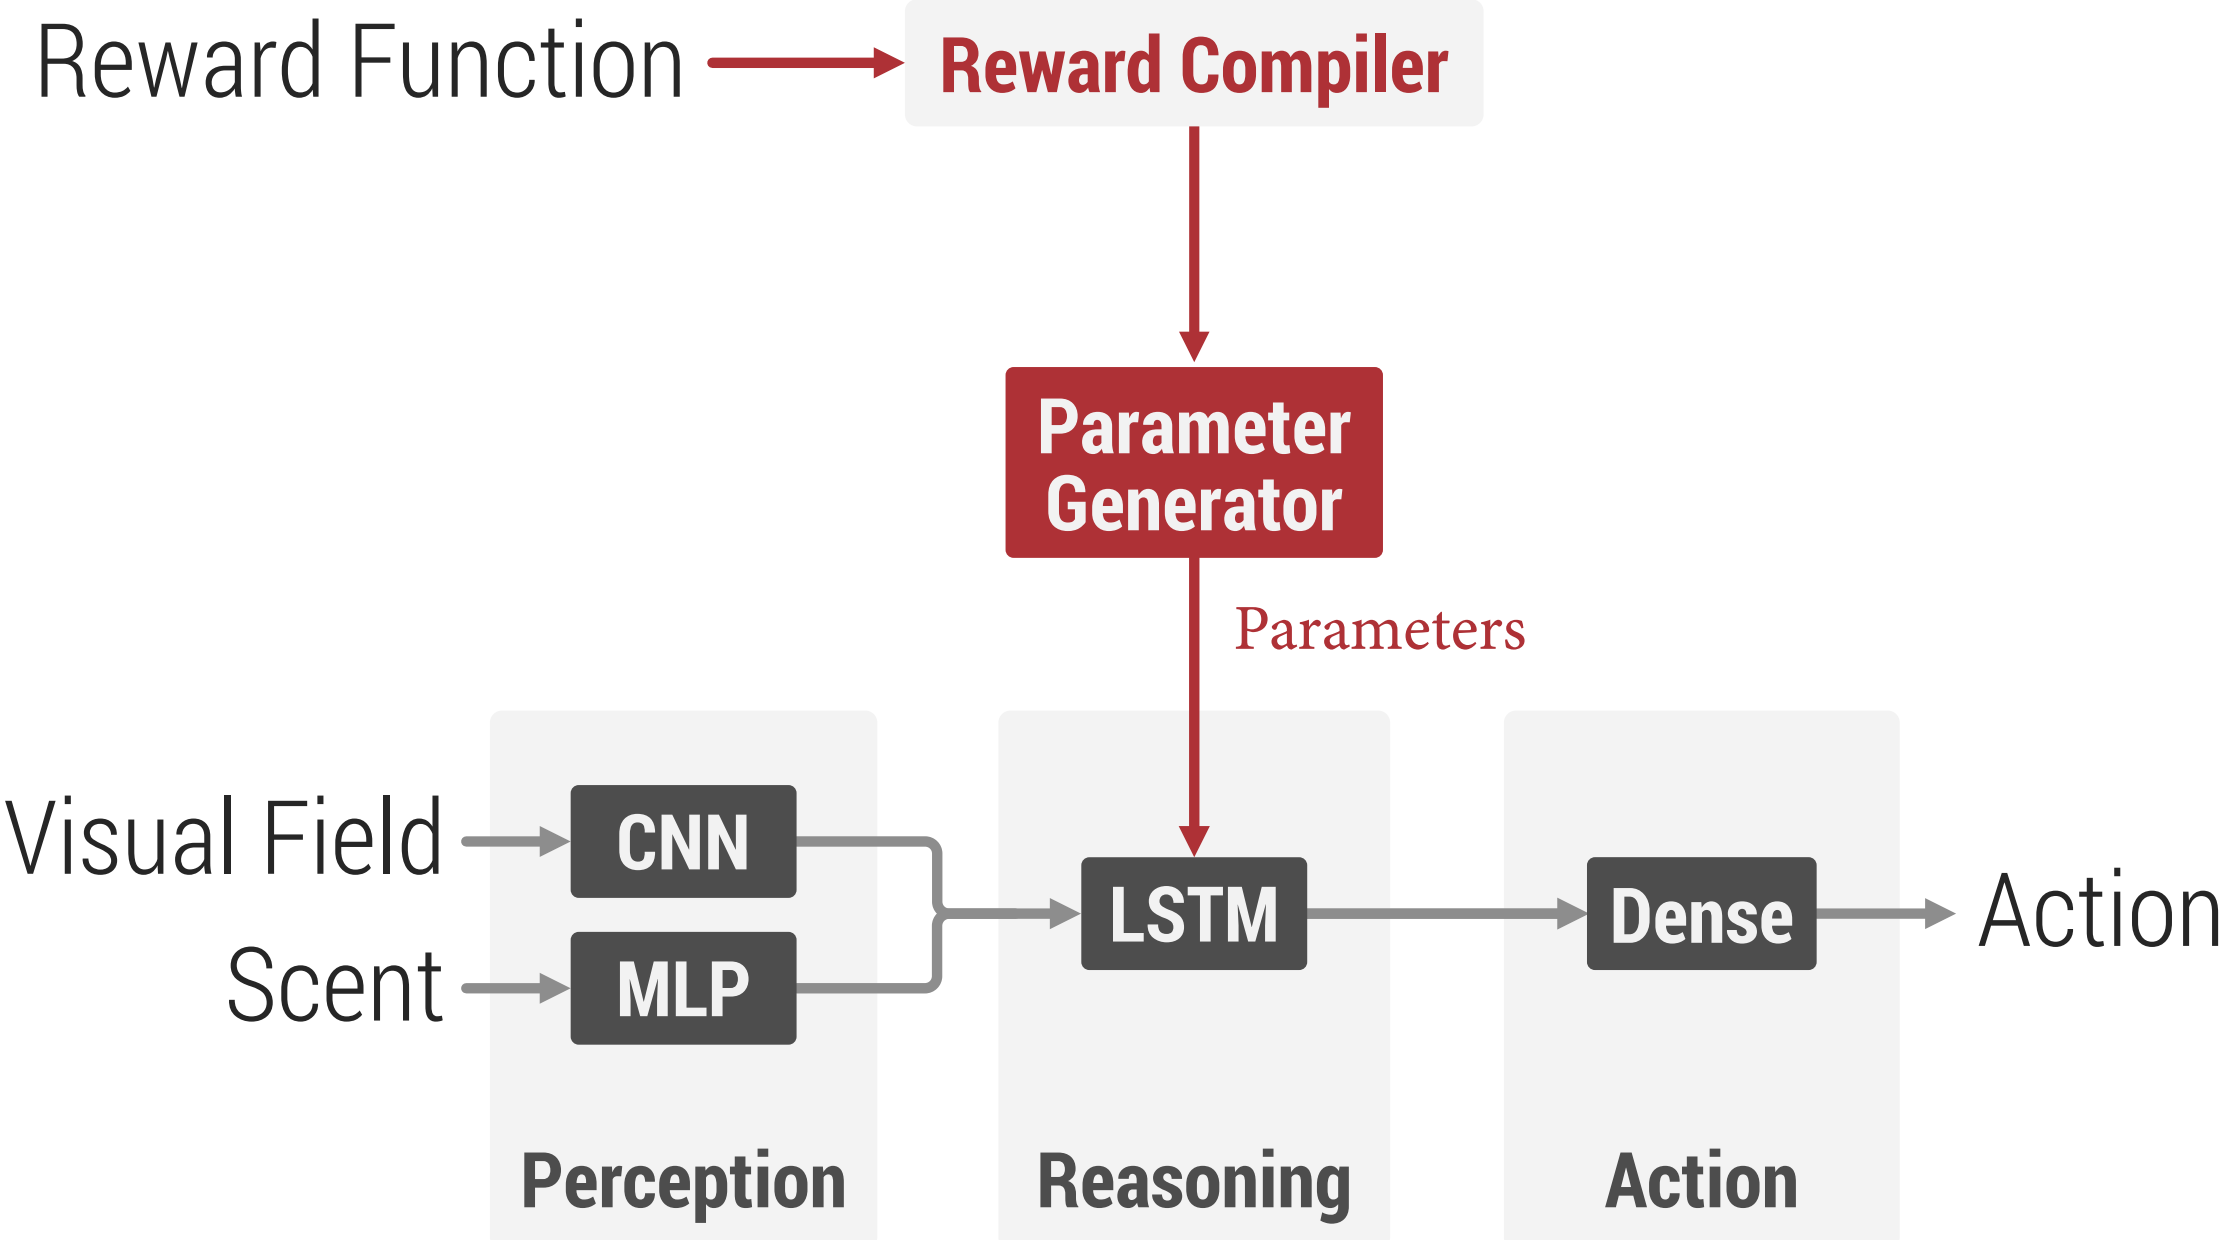 Reward Function
Reward Compiler
Parameter
Generator
Parameters
Visual Field
CNN
Scent
MLP
LSTM
Dense
Action
Perception
Reasoning
Action